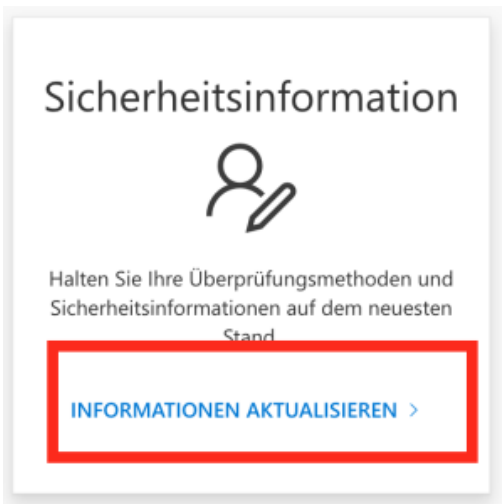 Sicherheitsinformation
Halten Sie Ihre Überprüfungsmethoden und
Sicherheitsinformationen auf dem neuesten
Stand
INFORMATIONEN AKTUALISIEREN >